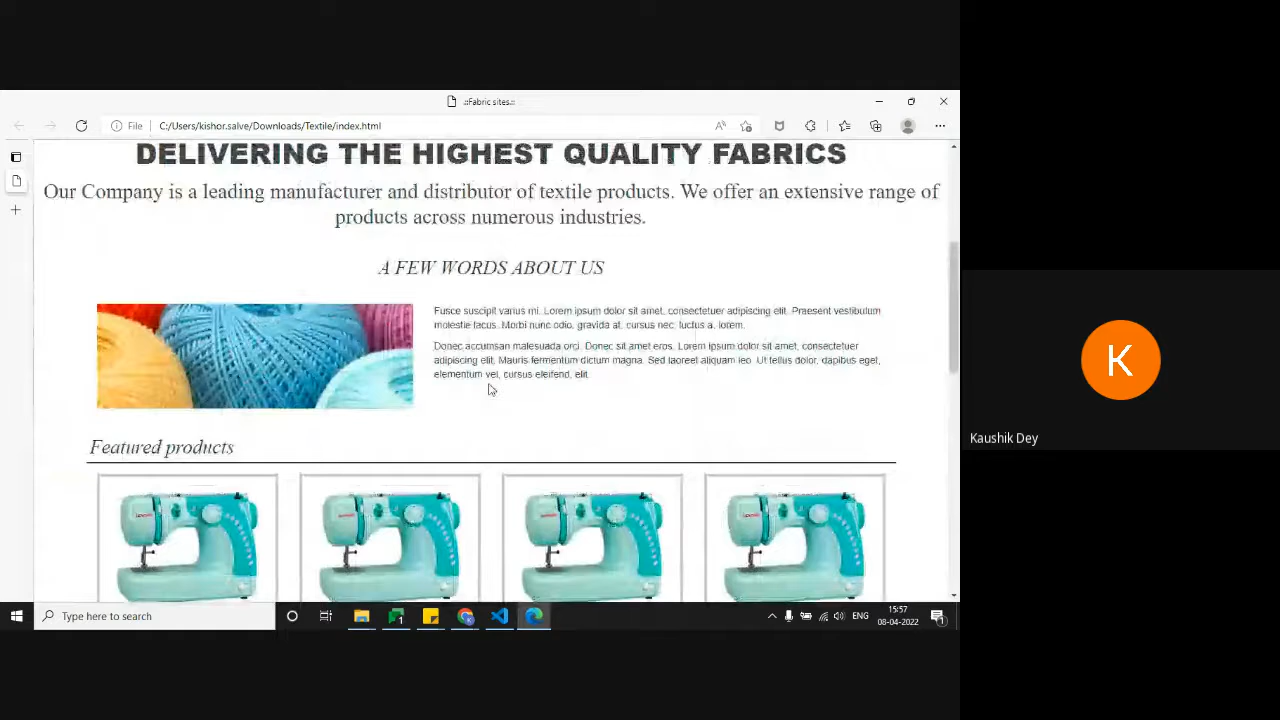 .::Fabric sites.::
File
C:/Users/kishor.salve/Downloads/Textile/index.html
DELIVERING THE HIGHEST QUALITY FABRICS
Our Company is a leading manufacturer and distributor of textile products. We offer an extensive range of
products across numerous industries.
A FEW WORDS ABOUT US
Fusce suscipit varius mi. Lorem ipsum dolor sit amet, consectetuer adipiscing elit. Praesent vestibulum
molestie lacus. Morbi nunc odio, gravida at, cursus nec, luctus a, lorem.
Donec accumsan malesuada orci. Donec sit amet eros. Lorem ipsum dolor sit amet, consectetuer
adipiscing elit. Mauris fermentum dictum magna. Sed laoreet aliquam leo. Ut tellus dolor, dapibus eget,
elementum vel, cursus eleifend, elit.
Featured products
K
Kaushik Dey
Type here to search
1
ENG
15:57
08-04-2022
1